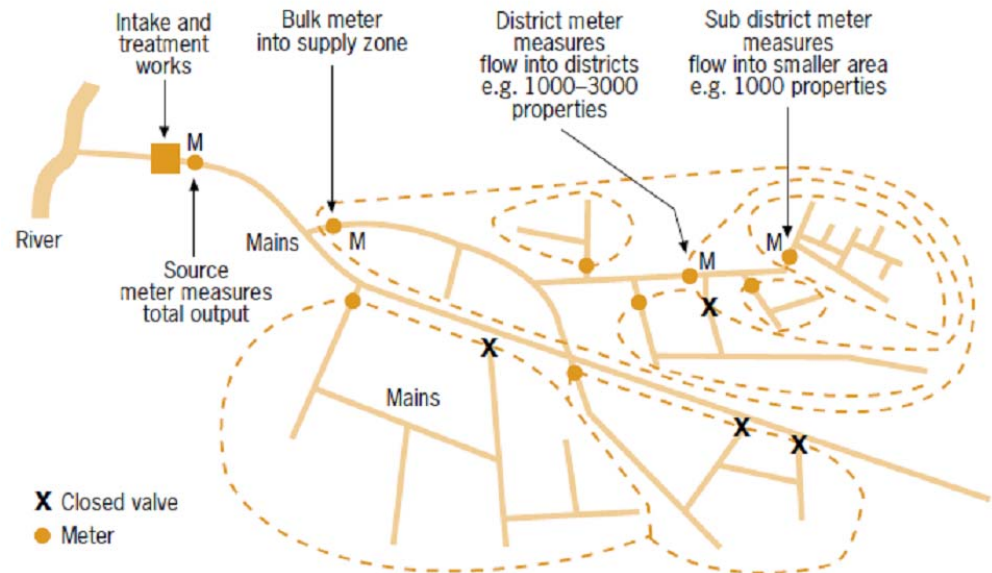 Intake and
treatment
works
Bulk meter
into supply zone
District meter
measures
flow into districts
e.g. 1000–3000
properties
Sub district meter
measures
flow into smaller area
e.g. 1000 properties
M
River
Mains
M
M
M
Source
meter measures
total output
X
X
Mains
X
X
X Closed valve
Meter